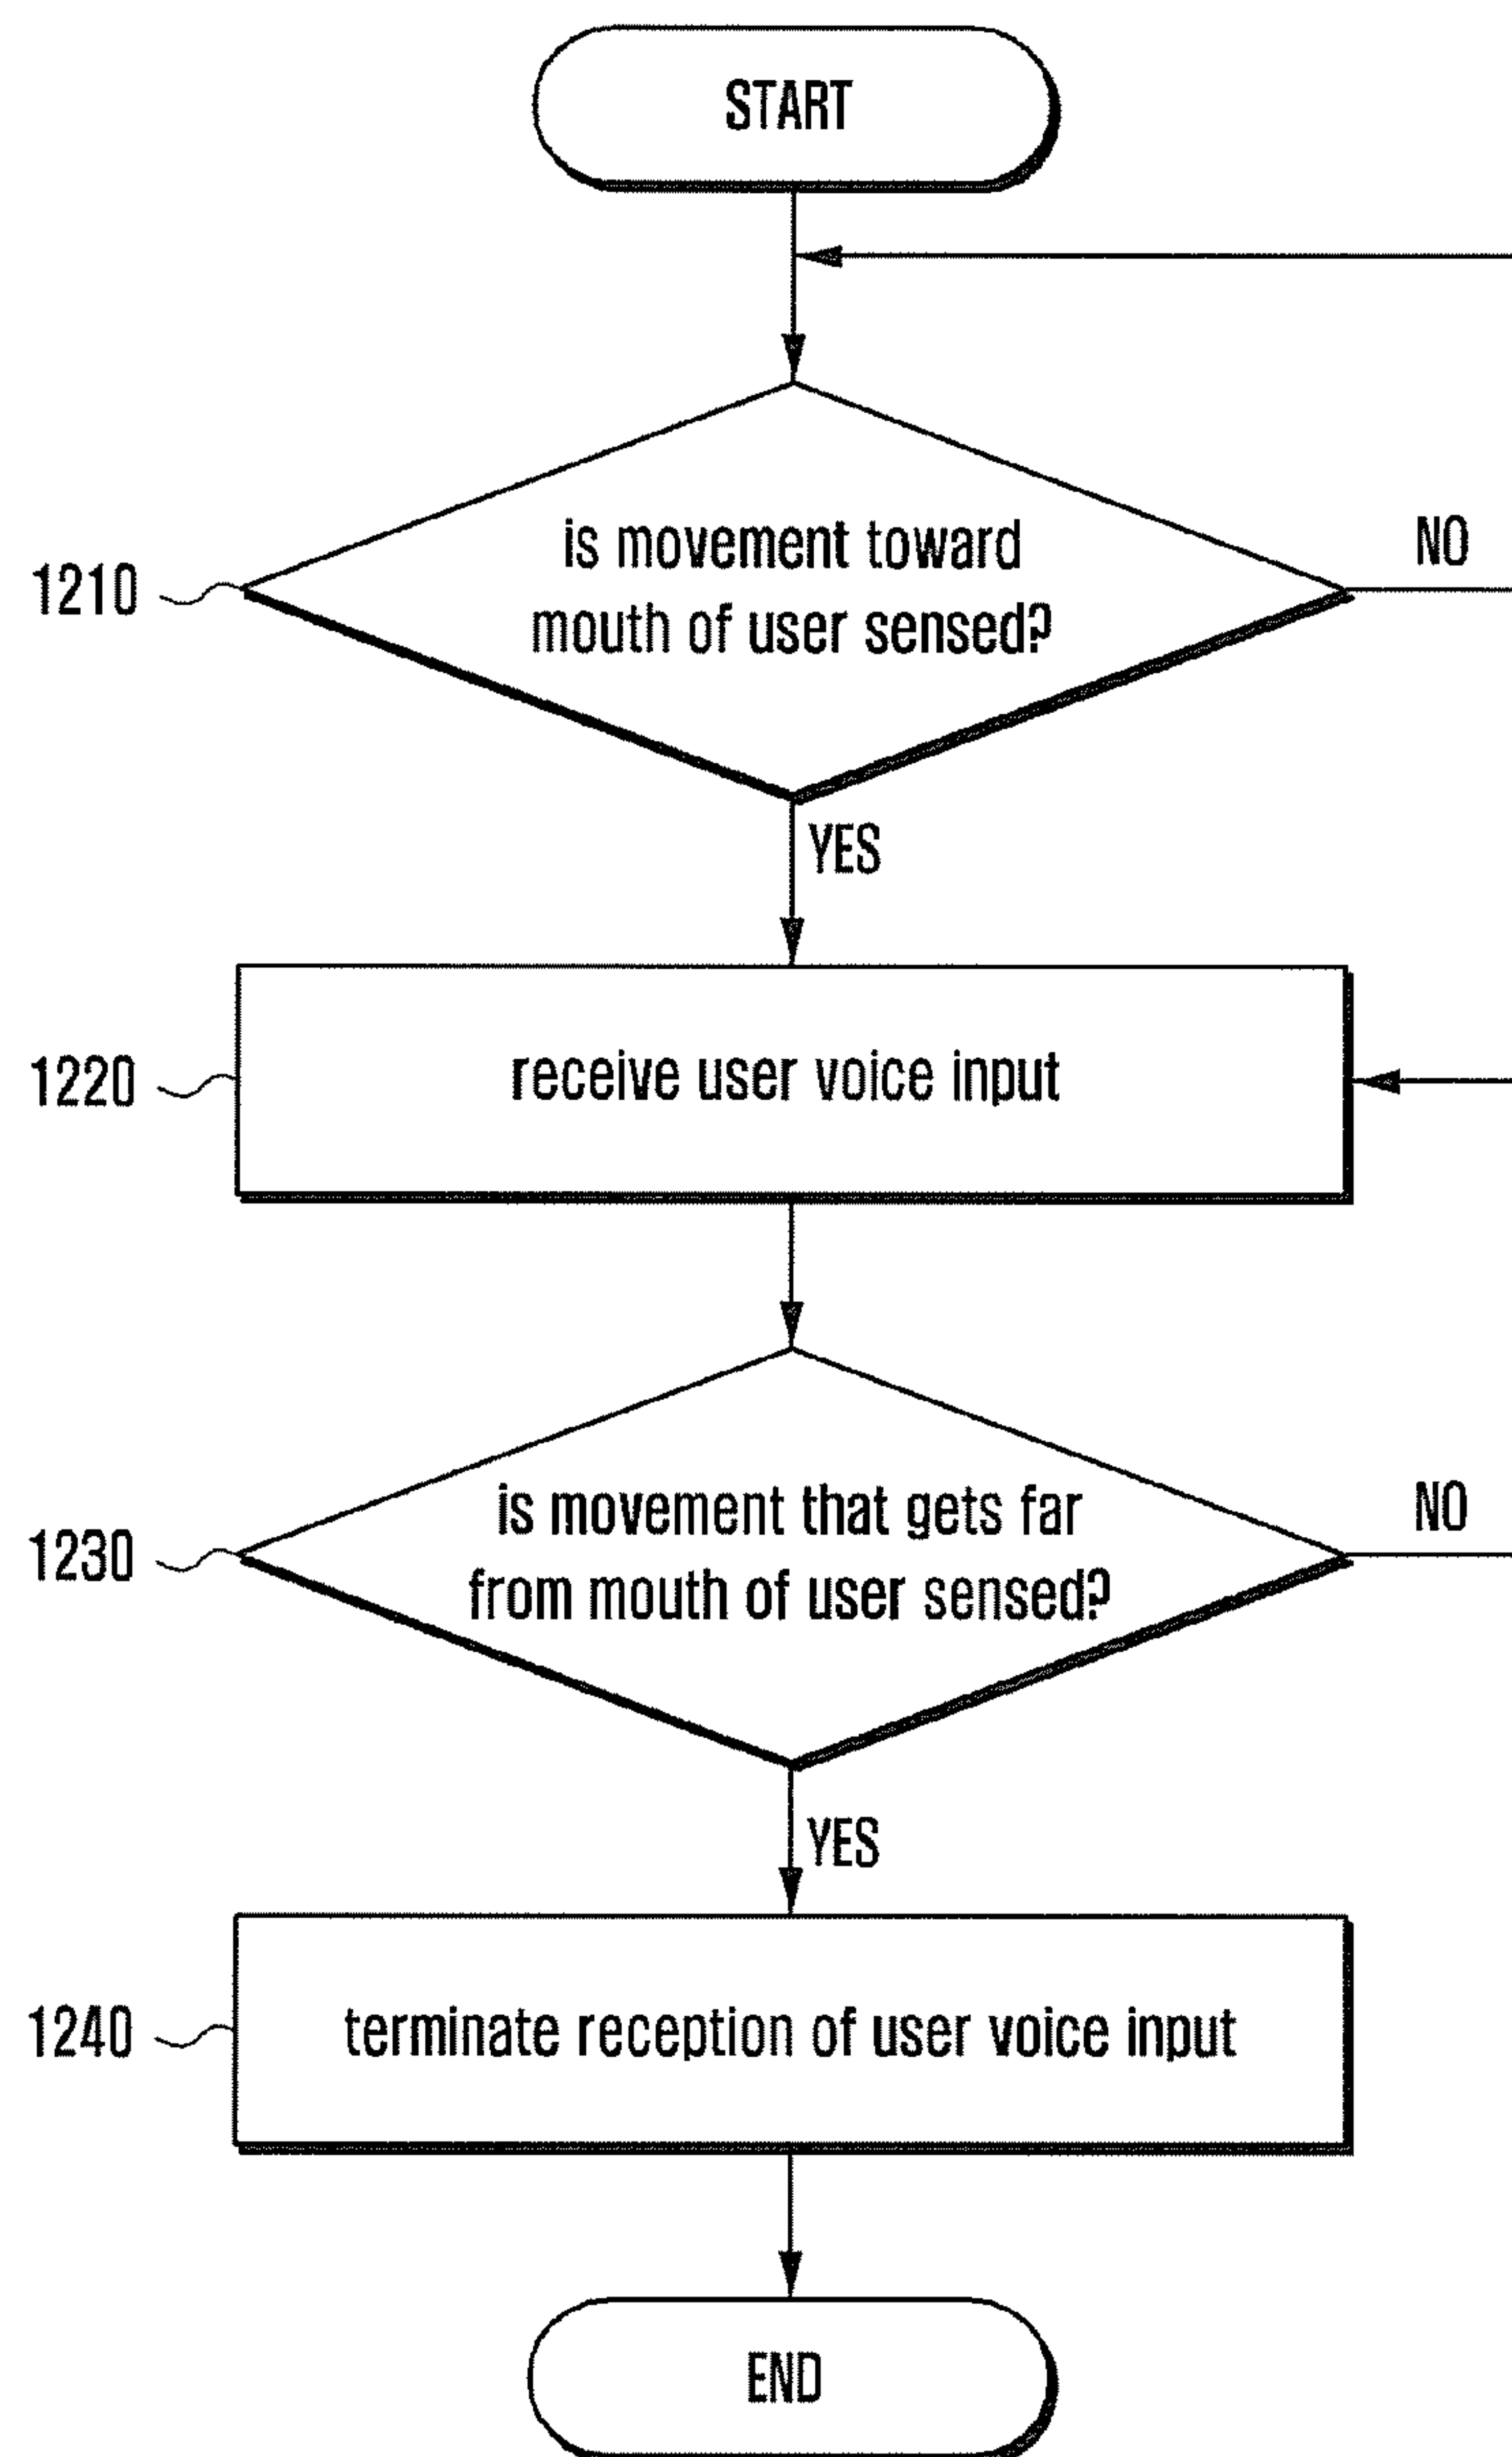 START
is movement toward
mouth of user sensed?
NO
1210
YES
receive user voice input
1220
is movement that gets far
from mouth of user sensed?
NO
1230
YES
terminate reception of user voice input
1240
END